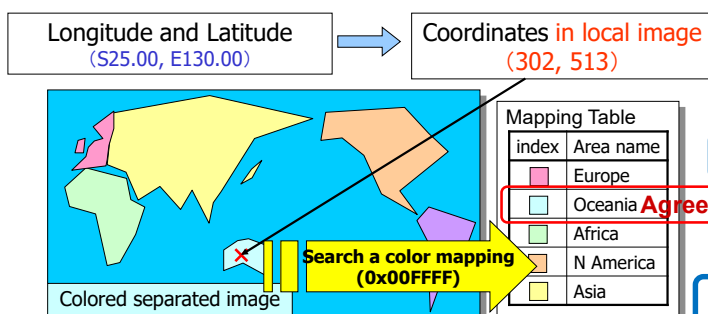 Longitude and Latitude
(S25.00, E130.00)
Coordinates in local image
(302, 513)
Mapping Table
index Area name
Europe
Oceania Agree
Africa
N America
Asia
Search a color mapping
(0x00FFFF)
Colored separated image